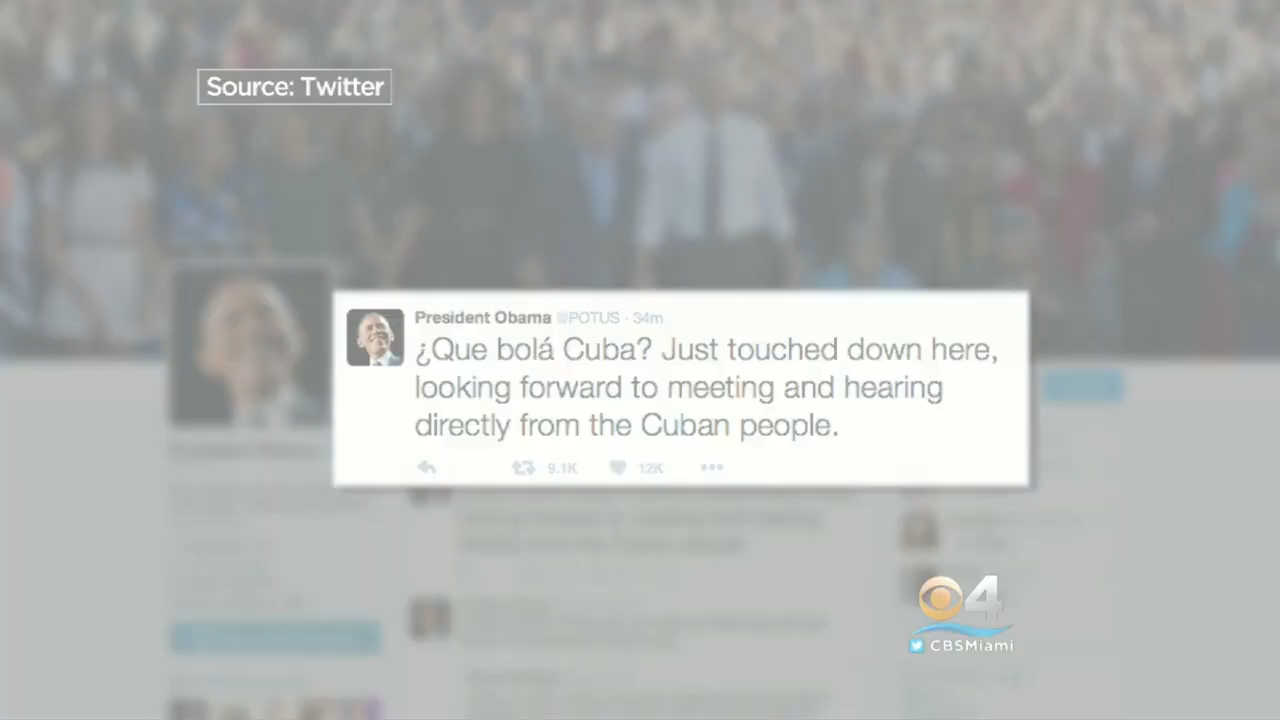 Source: Twitter
President Obama @POTUS · 34m
¿Que bolá Cuba? Just touched down here,
looking forward to meeting and hearing
directly from the Cuban people.
9.1K 12K
4
CBSMiami